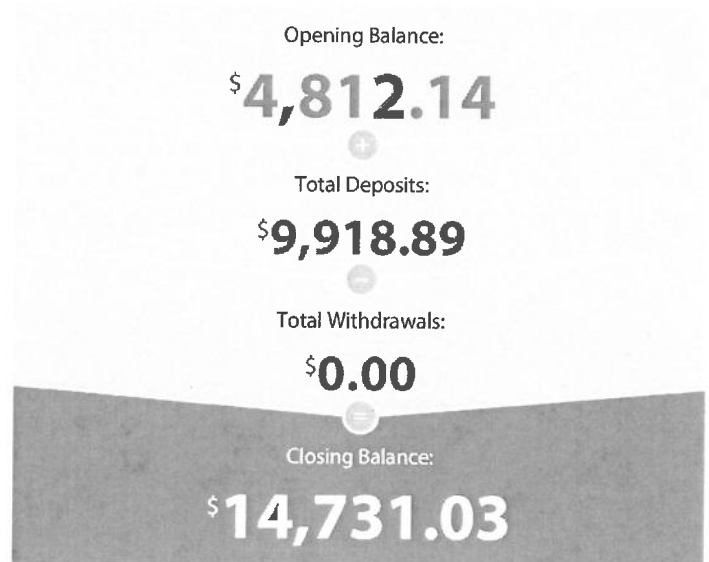 Opening Balance:
$4,812.14
+
Total Deposits:
$9,918.89
−
Total Withdrawals:
$0.00
=
Closing Balance:
$14,731.03